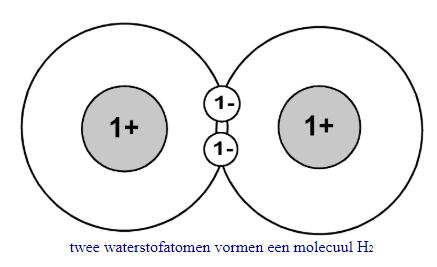 1-
1+ 1+
1-
twee waterstofatomen vormen een molecuul H₂